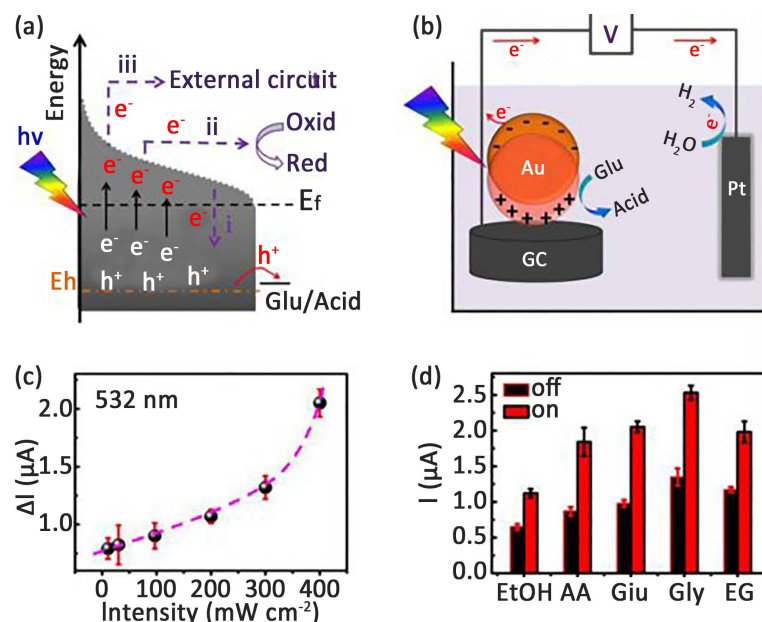 (a)
Energy
iii
External circuit
e-
e-
ii
Oxid
Red
hv
e- e- e-
Ef
e-
i
e- e- e-
h+ h+ h+
h+
Eh
Glu/Acid
(b)
V
e-
e-
e-
H2
e-
H2O
Au
Glu
Acid
Pt
GC
(c)
532 nm
2.0
1.5
1.0
ΔI (μA)
0 100 200 300 400
Intensity (mW cm-2)
(d)
off
on
2.5
2.0
1.5
1.0
0.5
0.0
I (μA)
EtOH AA Giu Gly EG